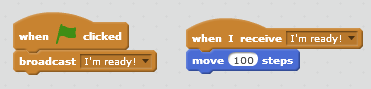 when clicked
broadcast I'm ready!
when I receive I'm ready!
move 100 steps